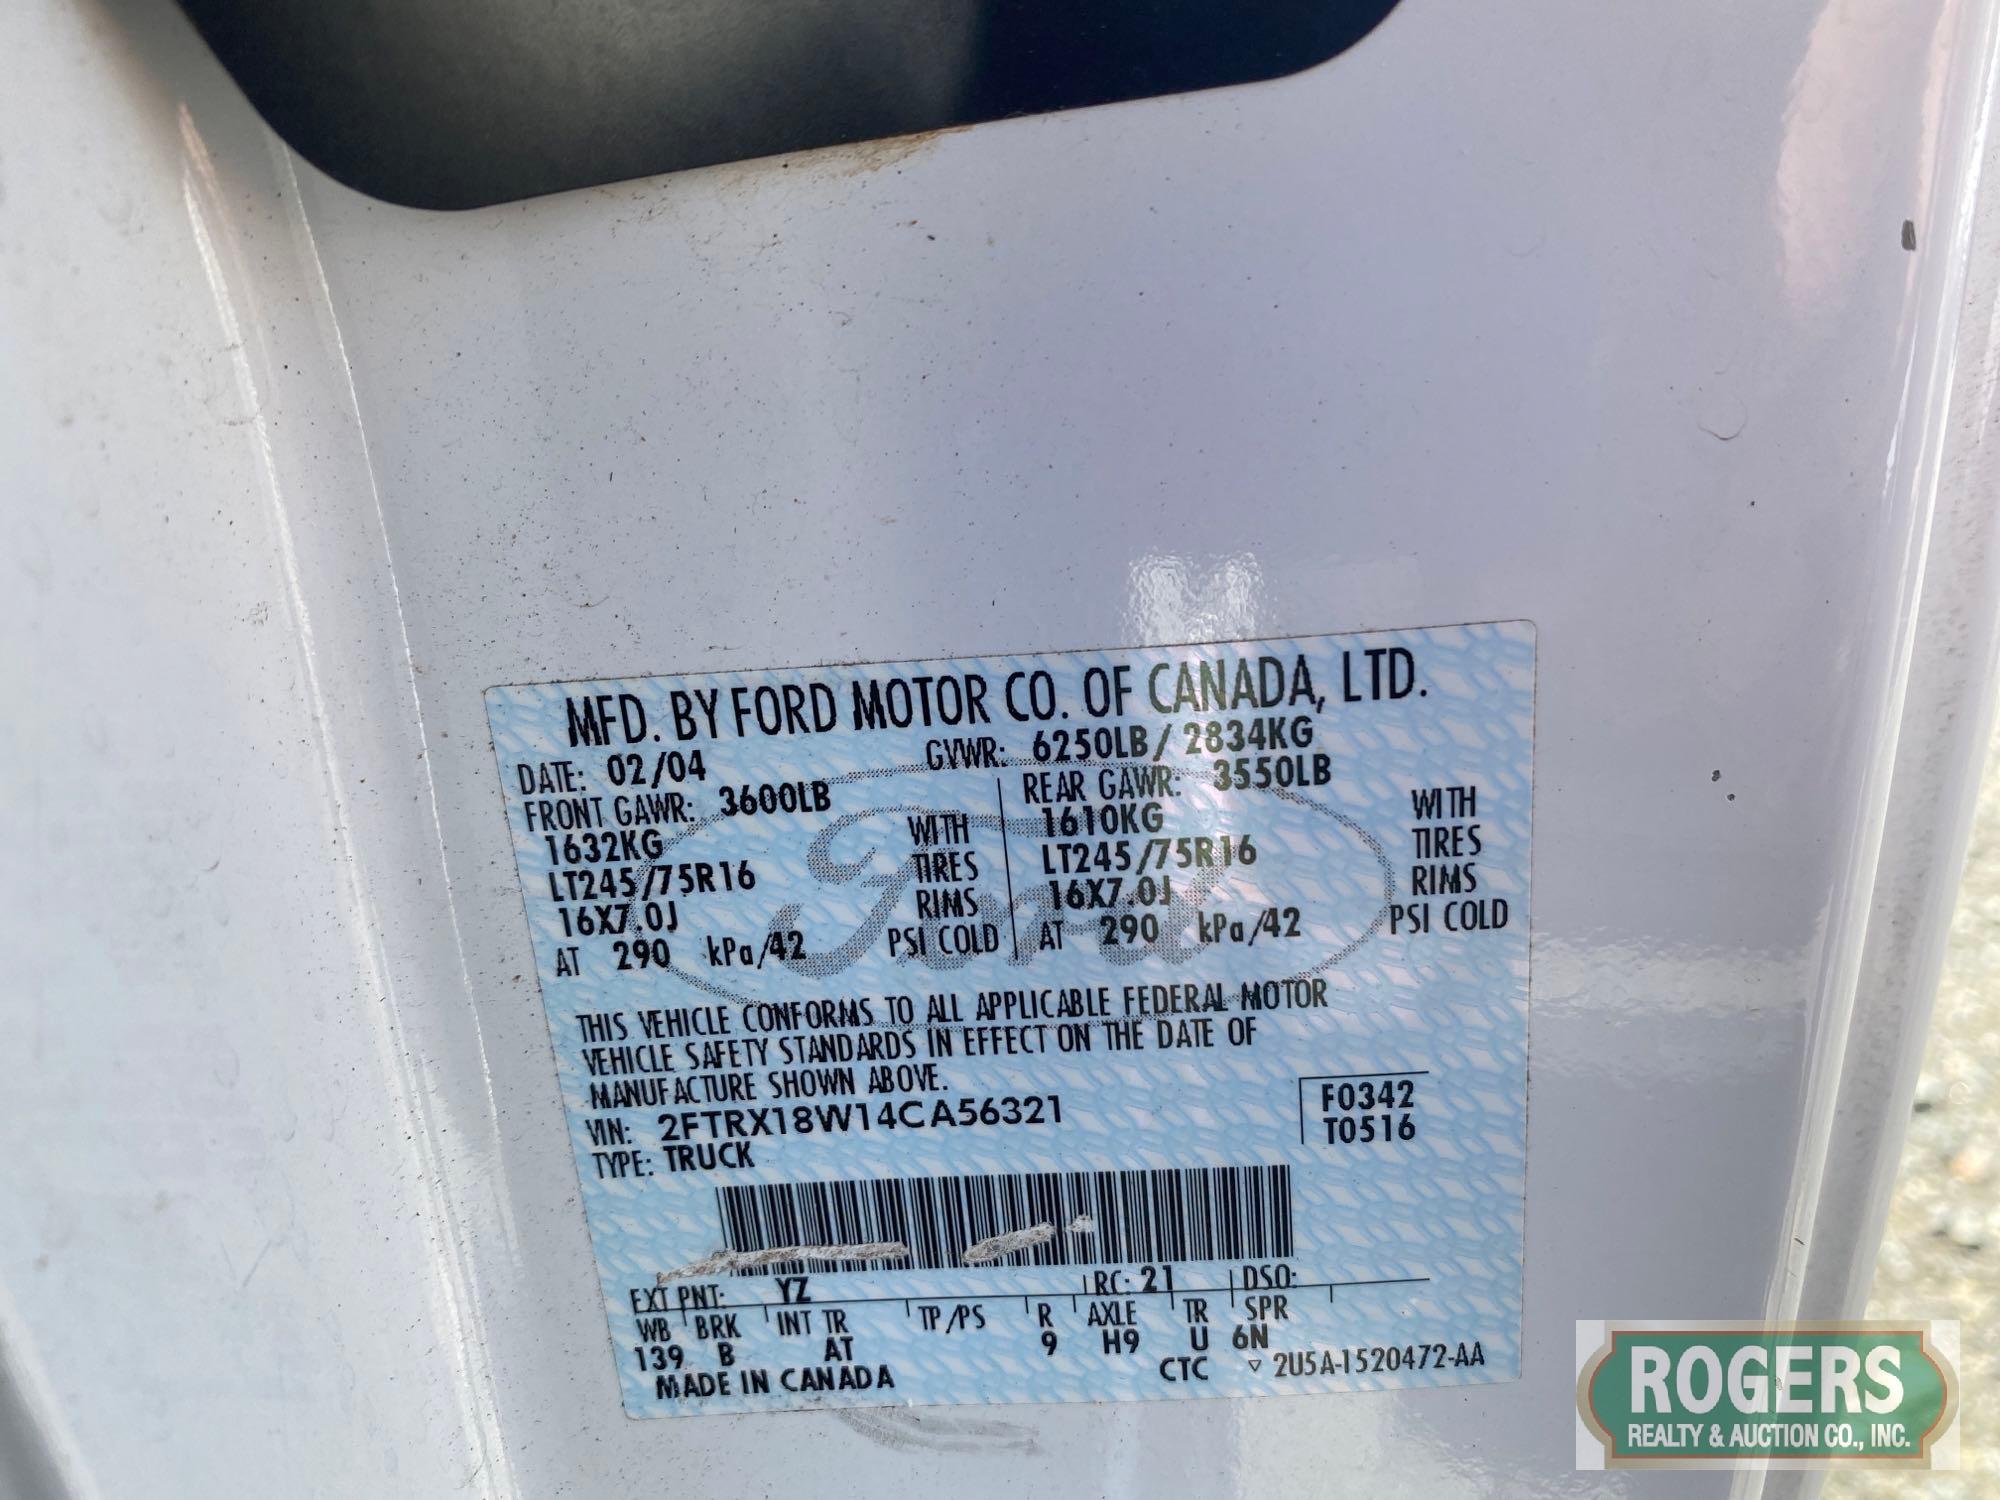 MFD. BY FORD MOTOR CO. OF CANADA, LTD.
DATE: 02/04 GVWR: 6250LB / 2834KG
FRONT GAWR: 3600LB REAR GAWR: 3550LB
1632KG WITH 1610KG WITH
LT245/75R16 TIRES LT245/75R16 TIRES
16X7.0J RIMS 16X7.0J RIMS
AT 290 kPa/42 PSI COLD AT 290 kPa/42 PSI COLD
Ford
THIS VEHICLE CONFORMS TO ALL APPLICABLE FEDERAL MOTOR
VEHICLE SAFETY STANDARDS IN EFFECT ON THE DATE OF
MANUFACTURE SHOWN ABOVE.
VIN: 2FTRX18W14CA56321 F0342
TYPE: TRUCK T0516
EXT PNT: YZ RC: 21 DSO:
WB BRK INT TR TP/PS R AXLE TR SPR
139 B AT 9 H9 U 6N
MADE IN CANADA CTC ▽ 2U5A-1520472-AA
ROGERS
REALTY & AUCTION CO., INC.